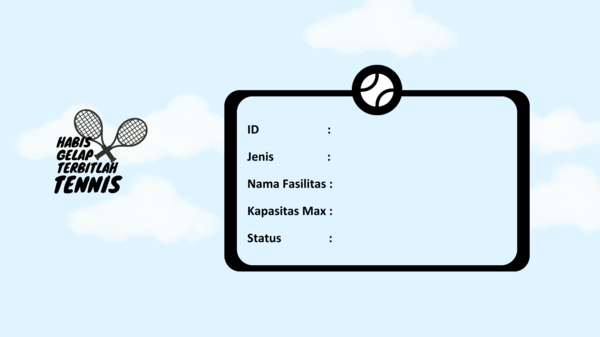 HABIS
GELAP
TERBITLAH
TENNIS
ID :
Jenis :
Nama Fasilitas :
Kapasitas Max :
Status :